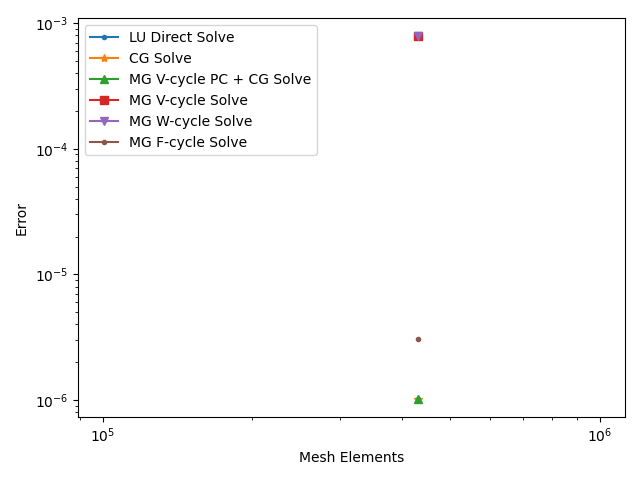 10⁻³
10⁻⁴
10⁻⁵
10⁻⁶
Error
LU Direct Solve
CG Solve
MG V-cycle PC + CG Solve
MG V-cycle Solve
MG W-cycle Solve
MG F-cycle Solve
10⁵
10⁶
Mesh Elements